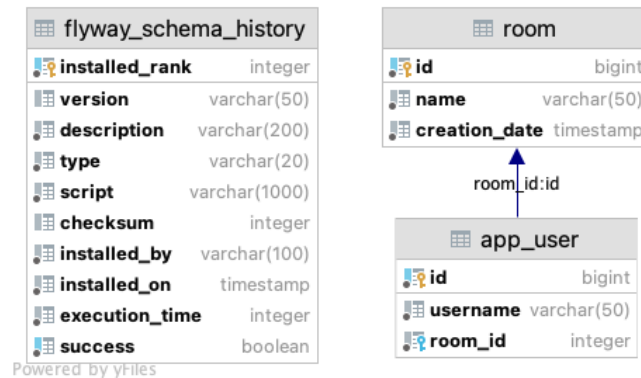 flyway_schema_history
installed_rank integer
version varchar(50)
description varchar(200)
type varchar(20)
script varchar(1000)
checksum integer
installed_by varchar(100)
installed_on timestamp
execution_time integer
success boolean
room
id bigint
name varchar(50)
creation_date timestamp
room_id:id
app_user
id bigint
username varchar(50)
room_id integer
Powered by yFiles